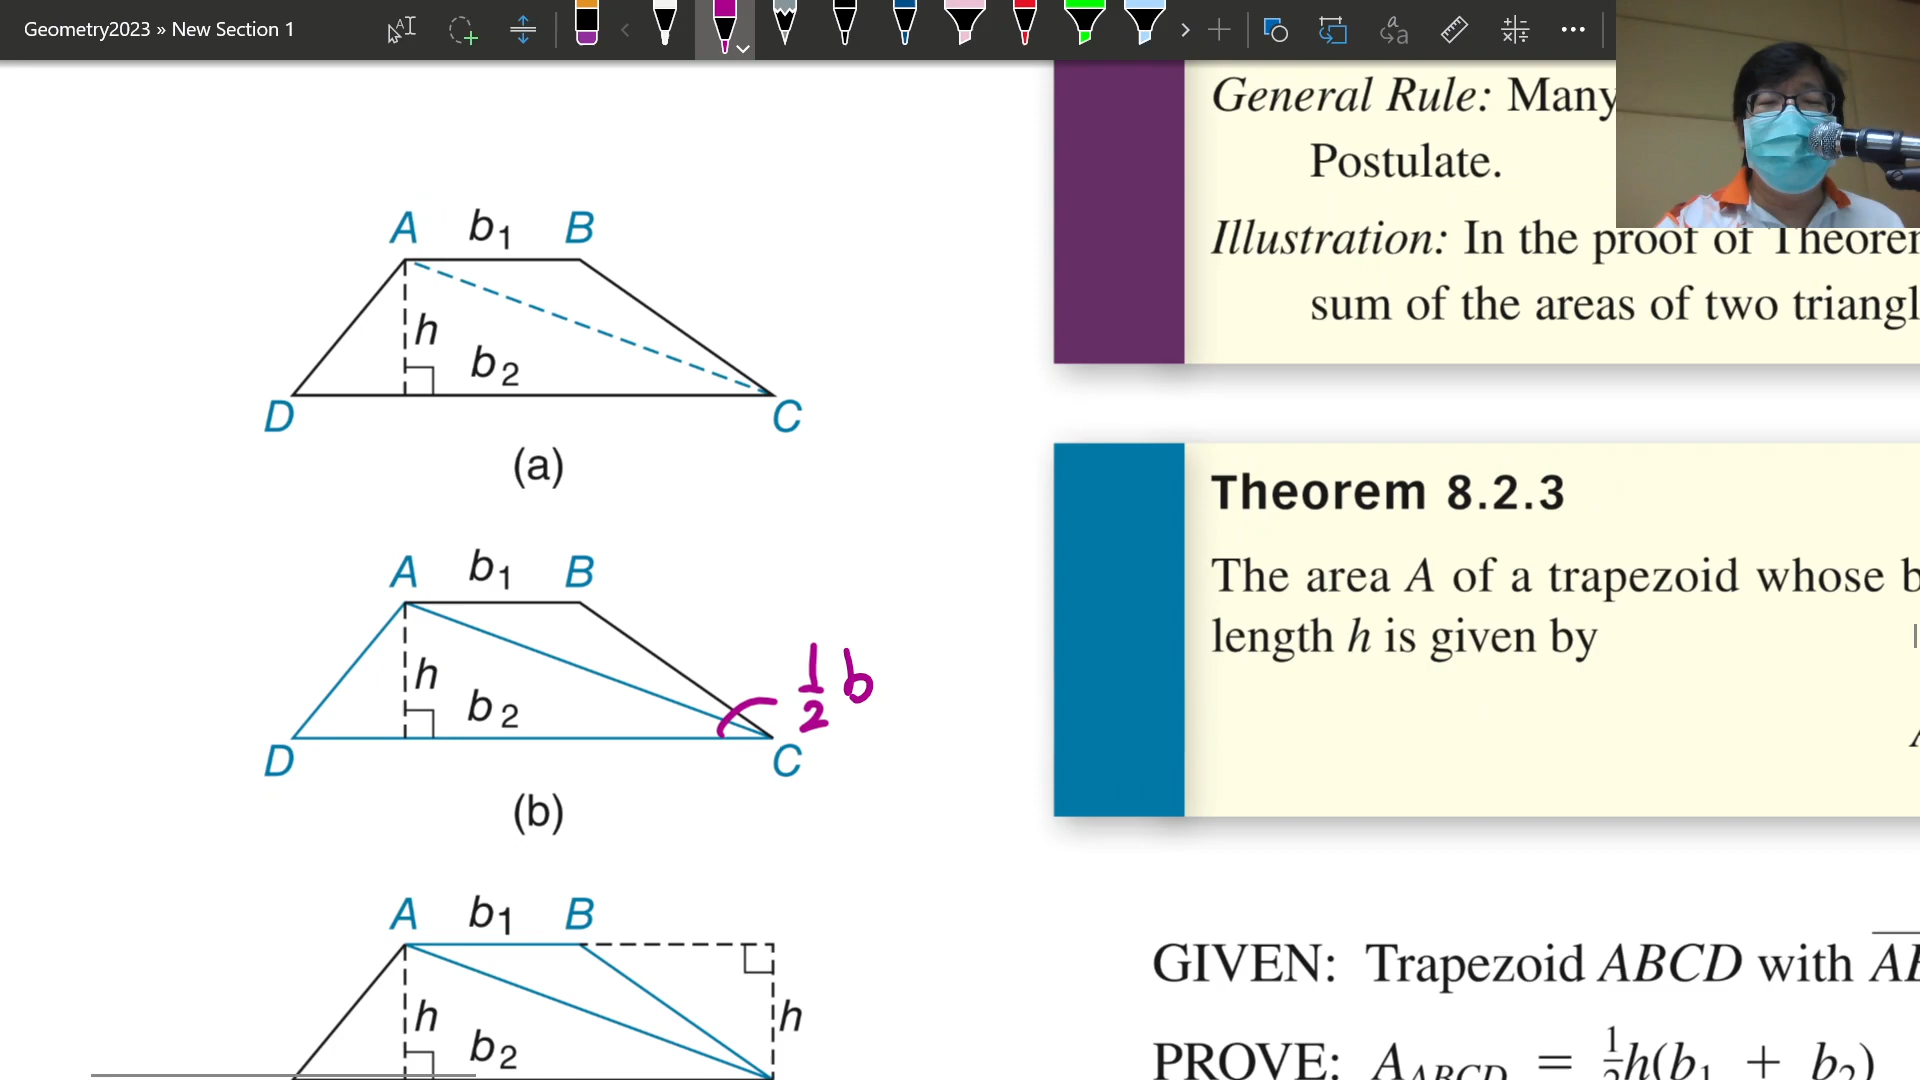 Geometry2023 » New Section 1
General Rule: Many
Postulate.
Illustration: In the proof of Theorem
sum of the areas of two triangl
A b1 B
h
b2
D C
(a)
Theorem 8.2.3
The area A of a trapezoid whose b
length h is given by
A b1 B
h
b2
D C
1/2 b
(b)
A b1 B
h h
b2
GIVEN: Trapezoid ABCD with
PROVE: A_ABCD = 1/2h(b1 + b2)